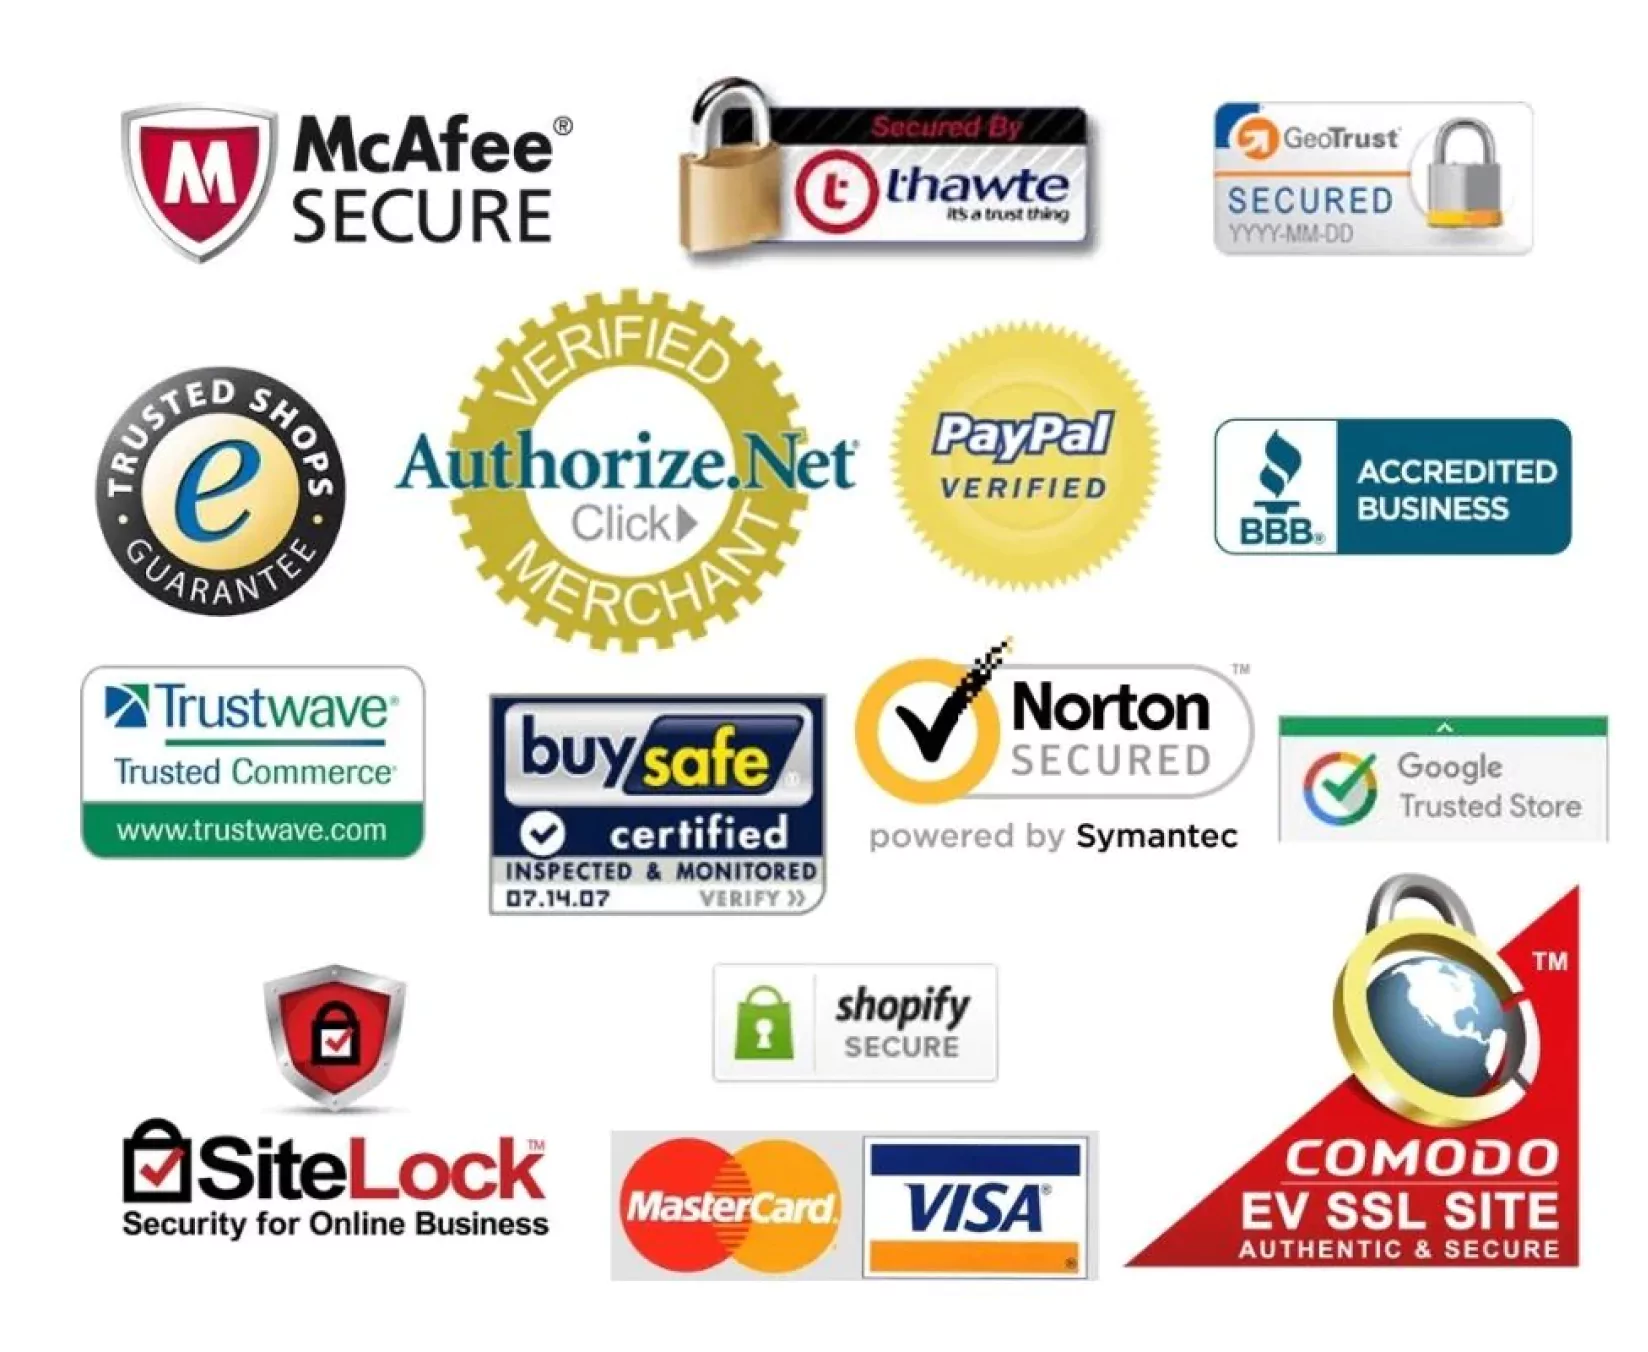 M
McAfee®
SECURE
Secured By
t
thawte
it's a trust thing
GeoTrust
SECURED
YYYY-MM-DD
TRUSTED SHOPS
e
GUARANTEE
VERIFIED
Authorize.Net
Click
MERCHANT
PayPal
VERIFIED
BBB®
ACCREDITED
BUSINESS
Trustwave®
Trusted Commerce
www.trustwave.com
buySAFE
certified
INSPECTED & MONITORED
07.14.07 VERIFY »
Norton™
SECURED
powered by Symantec
Google
Trusted Store
SiteLock™
Security for Online Business
shopify
SECURE
MasterCard
VISA®
TM
COMODO
EV SSL SITE
AUTHENTIC & SECURE